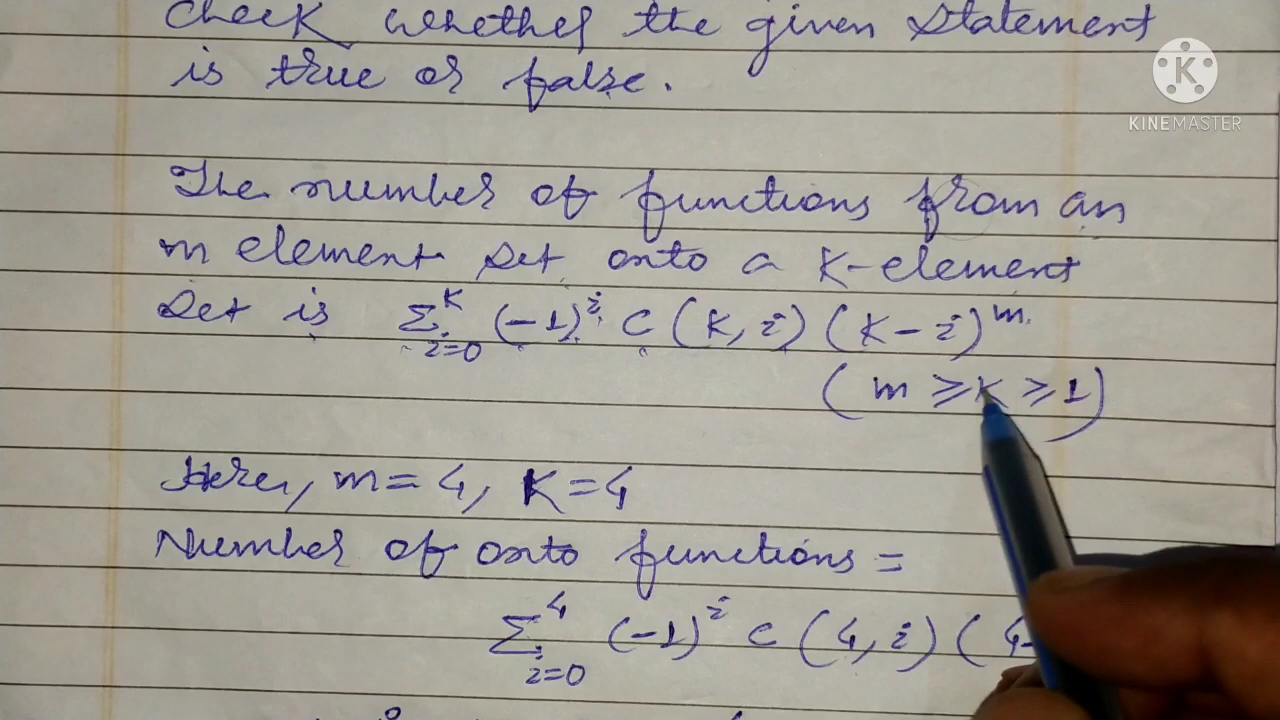 check whether the given statement
is true or false.
K
KINEMASTER
The number of functions from an
m element set onto a K-element
set is Σ_{i=0}^{K} (-1)^i C (K, i) (K - i)^m
(m ≥ K ≥ 1)
Here, m = 4, K = 4
Number of onto functions =
Σ_{i=0}^{4} (-1)^i C (4, i) (4-